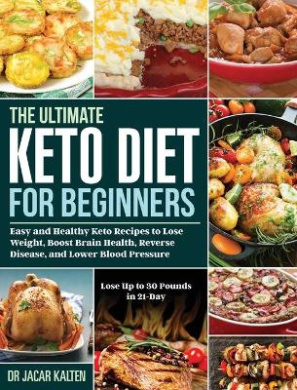 THE ULTIMATE
KETO DIET
FOR BEGINNERS
Easy and Healthy Keto Recipes to Lose
Weight, Boost Brain Health, Reverse
Disease, and Lower Blood Pressure
Lose Up to 30 Pounds
in 21-Day
DR JACAR KALTEN